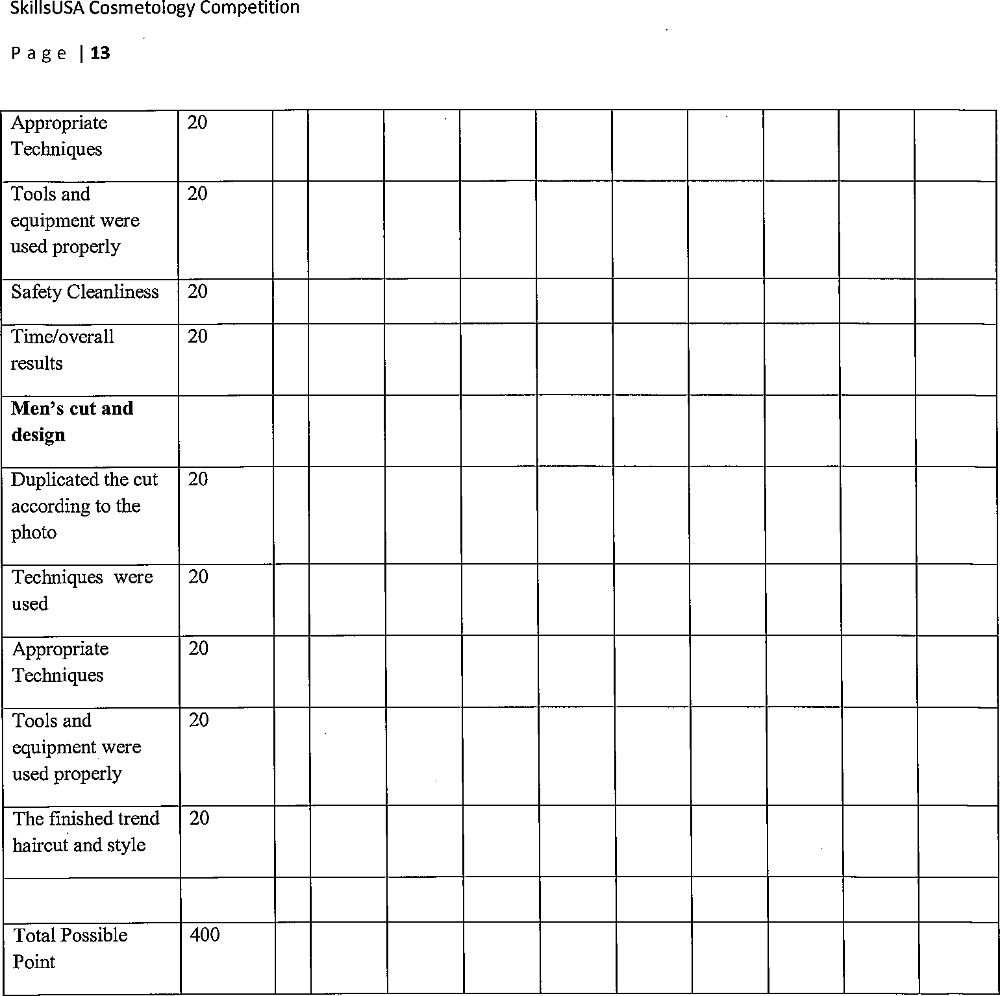 SkillsUSA Cosmetology Competition
Page | 13
Appropriate 20
Techniques
Tools and 20
equipment were
used properly
Safety Cleanliness 20
Time/overall 20
results
Men's cut and
design
Duplicated the cut 20
according to the
photo
Techniques were 20
used
Appropriate 20
Techniques
Tools and 20
equipment were
used properly
The finished trend 20
haircut and style
Total Possible 400
Point